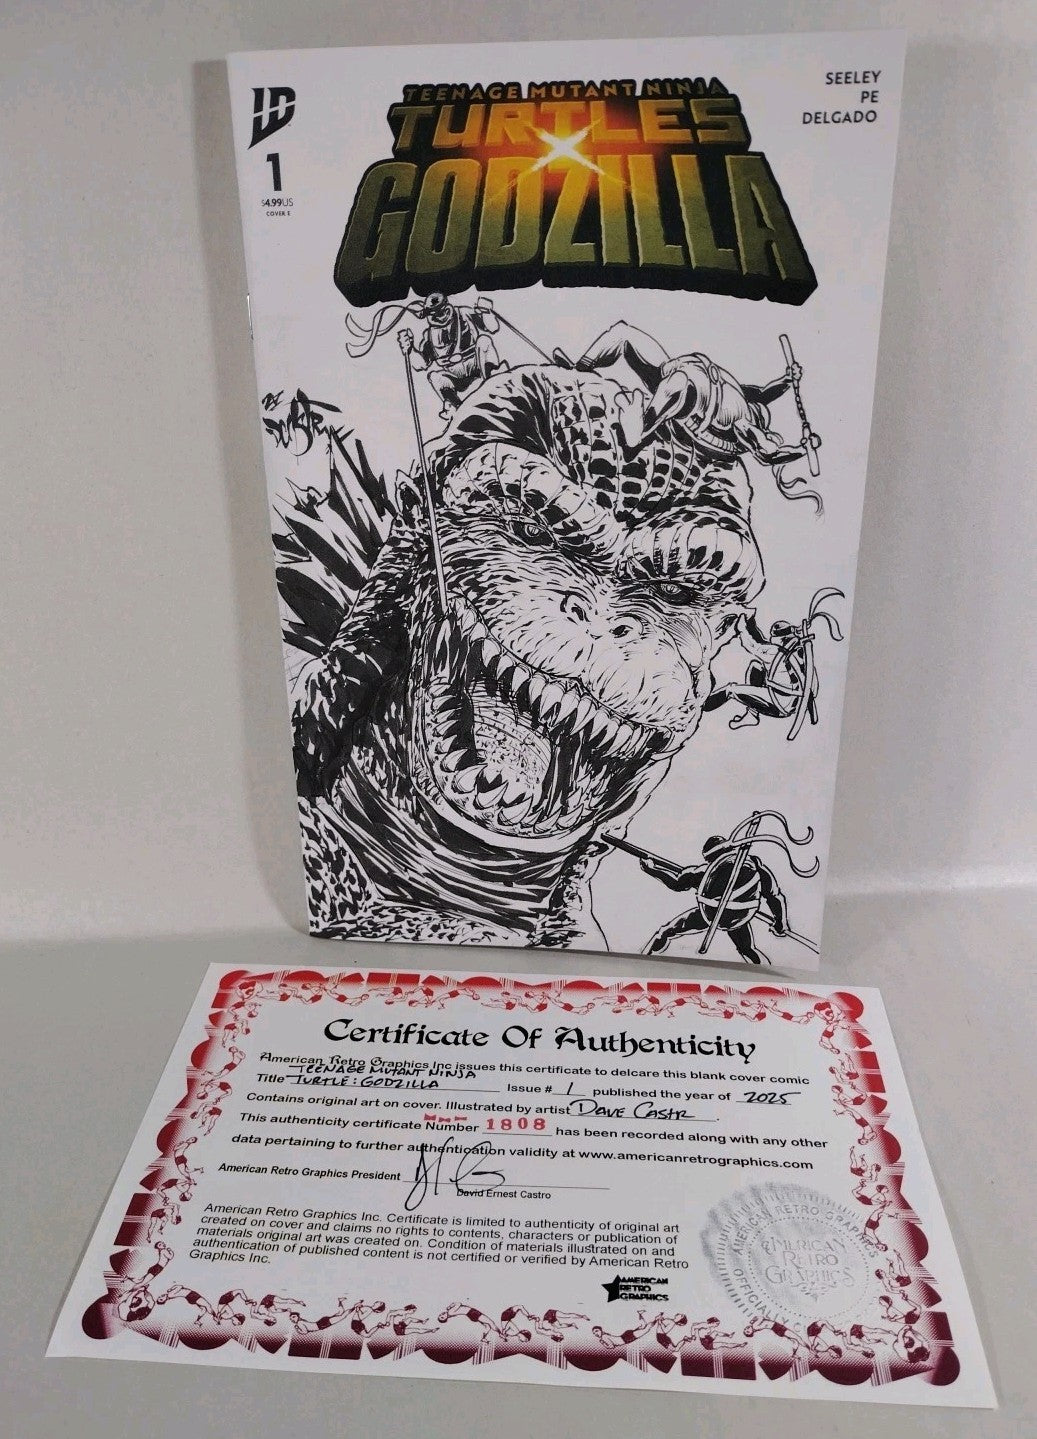 ID
1
$4.99US
COVER E
TEENAGE MUTANT NINJA
TURTLES
X
GODZILLA
SEELEY
PE
DELGADO
Certificate Of Authenticity
American Retro Graphics Inc issues this certificate to delcare this blank cover comic
TEENAGE MUTANT NINJA
Title TURTLE: GODZILLA Issue # 1 published the year of 2025
Contains original art on cover. Illustrated by artist DAVE CASTR
This authenticity certificate Number 1808 has been recorded along with any other
data pertaining to further authentication validity at www.americanretrographics.com
American Retro Graphics President
David Ernest Castro
American Retro Graphics Inc. Certificate is limited to authenticity of original art
created on cover and claims no rights to contents, characters or publication of
materials original art was created on. Condition of materials illustrated on and
authentication of published content is not certified or verified by American Retro
Graphics Inc.
AMERICAN
RETRO
GRAPHICS
AMERICAN RETRO GRAPHICS
AMERICAN
RETRO
GRAPHICS